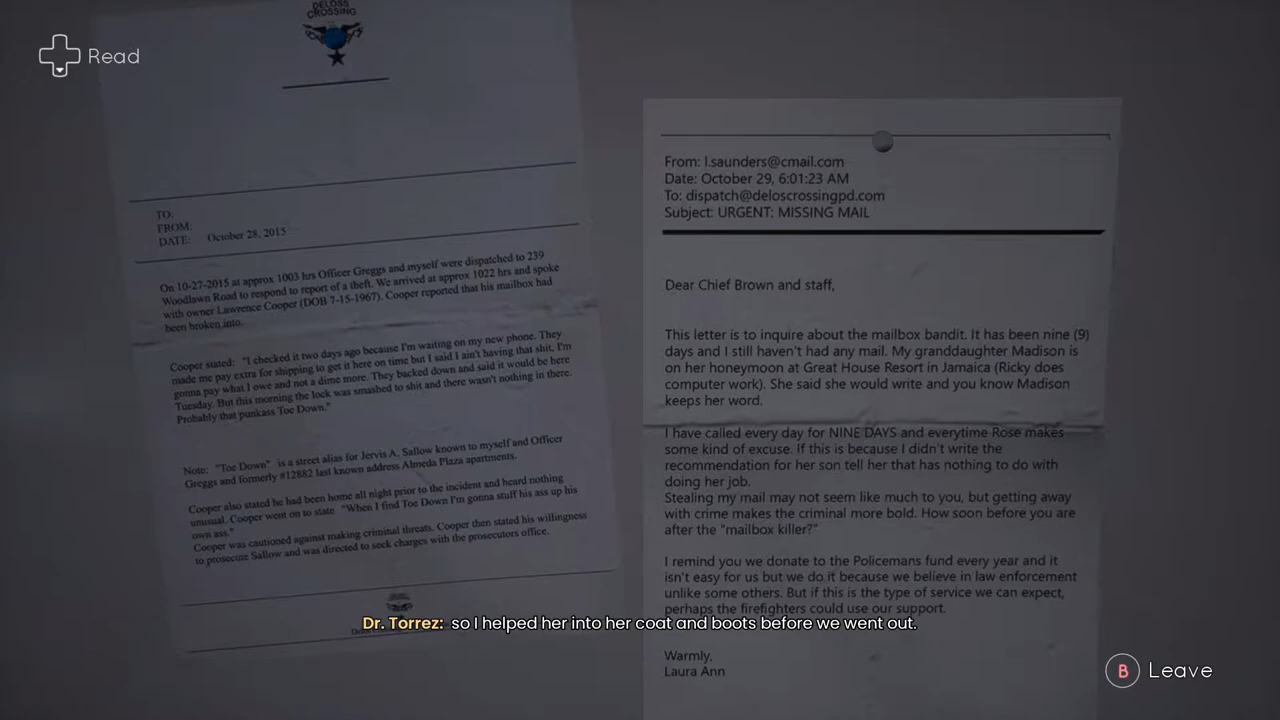 Read
DELOSS
CROSSING
TO:
FROM:
DATE: October 28, 2015
On 10-27-2015 at approx 1003 hrs Officer Greggs and myself were dispatched to 239
Woodlawn Road to respond to report of a theft. We arrived at approx 1022 hrs and spoke
with owner Lawrence Cooper (DOB 7-15-1967). Cooper reported that his mailbox had
been broken into.
Cooper stated: "I checked it two days ago because I'm waiting on my new phone. They
made me pay extra for shipping to get it here on time but I said I ain't having that shit, I'm
gonna pay what I owe and not a dime more. They backed down and said it would be here
Tuesday. But this morning the lock was smashed to shit and there wasn't nothing in there.
Probably that punkass Toe Down."
Note: "Toe Down" is a street alias for Jervis A. Sallow known to myself and Officer
Greggs and formerly #12882 last known address Almeda Plaza apartments.
Cooper also stated he had been home all night prior to the incident and heard nothing
unusual. Cooper went on to state "When I find Toe Down I'm gonna stuff his ass up his
own ass."
Cooper was cautioned against making criminal threats. Cooper then stated his willingness
to prosecute Sallow and was directed to seek charges with the prosecutors office.
From: l.saunders@cmail.com
Date: October 29, 6:01:23 AM
To: dispatch@deloscrossingpd.com
Subject: URGENT: MISSING MAIL
Dear Chief Brown and staff,
This letter is to inquire about the mailbox bandit. It has been nine (9)
days and I still haven't had any mail. My granddaughter Madison is
on her honeymoon at Great House Resort in Jamaica (Ricky does
computer work). She said she would write and you know Madison
keeps her word.
I have called every day for NINE DAYS and everytime Rose makes
some kind of excuse. If this is because I didn't write the
recommendation for her son tell her that has nothing to do with
doing her job.
Stealing my mail may not seem like much to you, but getting away
with crime makes the criminal more bold. How soon before you are
after the "mailbox killer?"
I remind you we donate to the Policemans fund every year and it
isn't easy for us but we do it because we believe in law enforcement
unlike some others. But if this is the type of service we can expect,
perhaps the firefighters could use our support.
Warmly,
Laura Ann
Dr. Torrez: so I helped her into her coat and boots before we went out.
B Leave